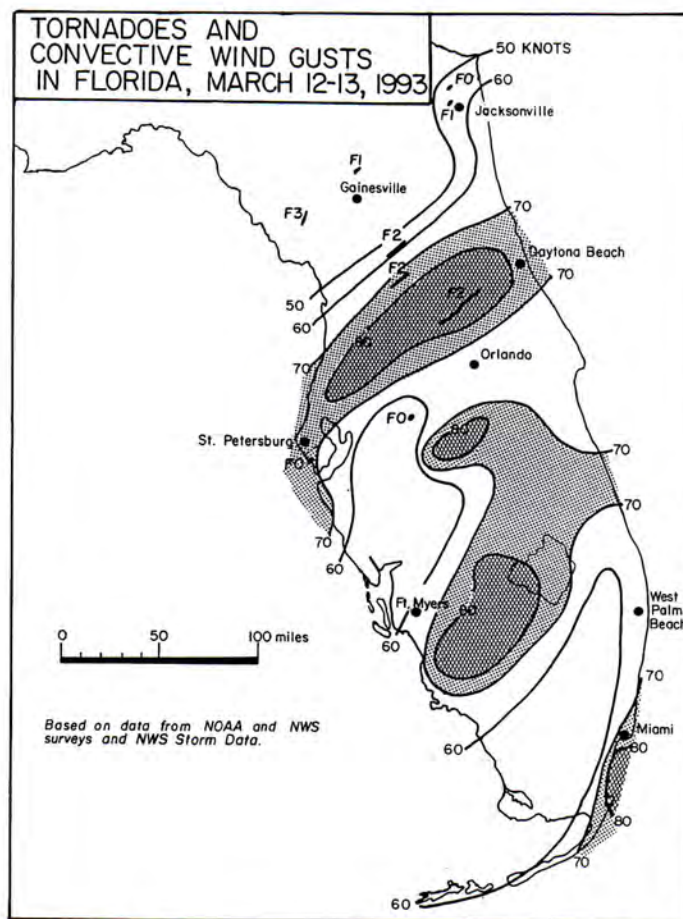 TORNADOES AND
CONVECTIVE WIND GUSTS
IN FLORIDA, MARCH 12-13, 1993
50 KNOTS
60
F0
F1
Jacksonville
F1
Gainesville
F3
70
F2
Daytona Beach
F2
70
50
F2
60
80
Orlando
70
F0
St. Petersburg
80
70
F0
70
70
60
Ft. Myers
80
West
Palm
Beach
0 50 100 miles
60
70
Based on data from NOAA and NWS
surveys and NWS Storm Data.
Miami
60
80
80
70
60